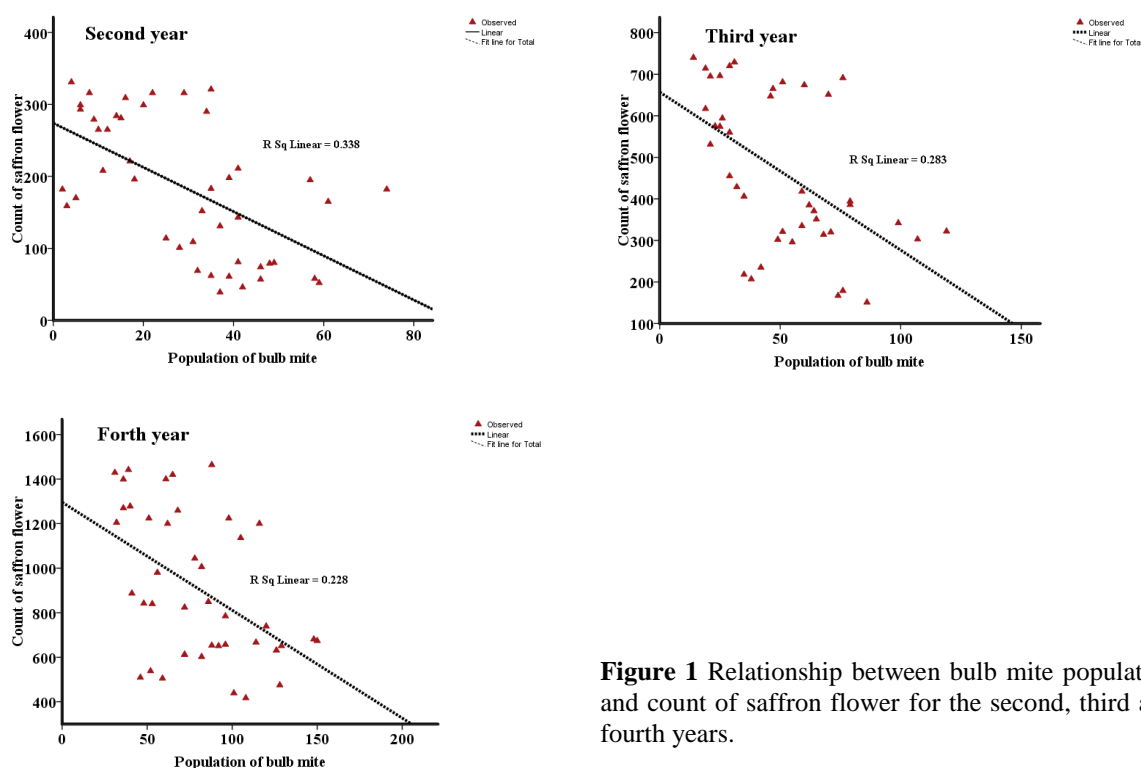 Second year
Observed
Linear
Fit line for Total
400
300
200
100
0
R Sq Linear = 0.338
Count of saffron flower
0 20 40 60 80
Population of bulb mite
Third year
Observed
Linear
Fit line for Total
800
700
600
500
400
300
200
100
R Sq Linear = 0.283
Count of saffron flower
0 50 100 150
Population of bulb mite
Forth year
Observed
Linear
Fit line for Total
1600
1400
1200
1000
800
600
400
R Sq Linear = 0.228
Count of saffron flower
0 50 100 150 200
Population of bulb mite
Figure 1 Relationship between bulb mite populat
and count of saffron flower for the second, third a
fourth years.